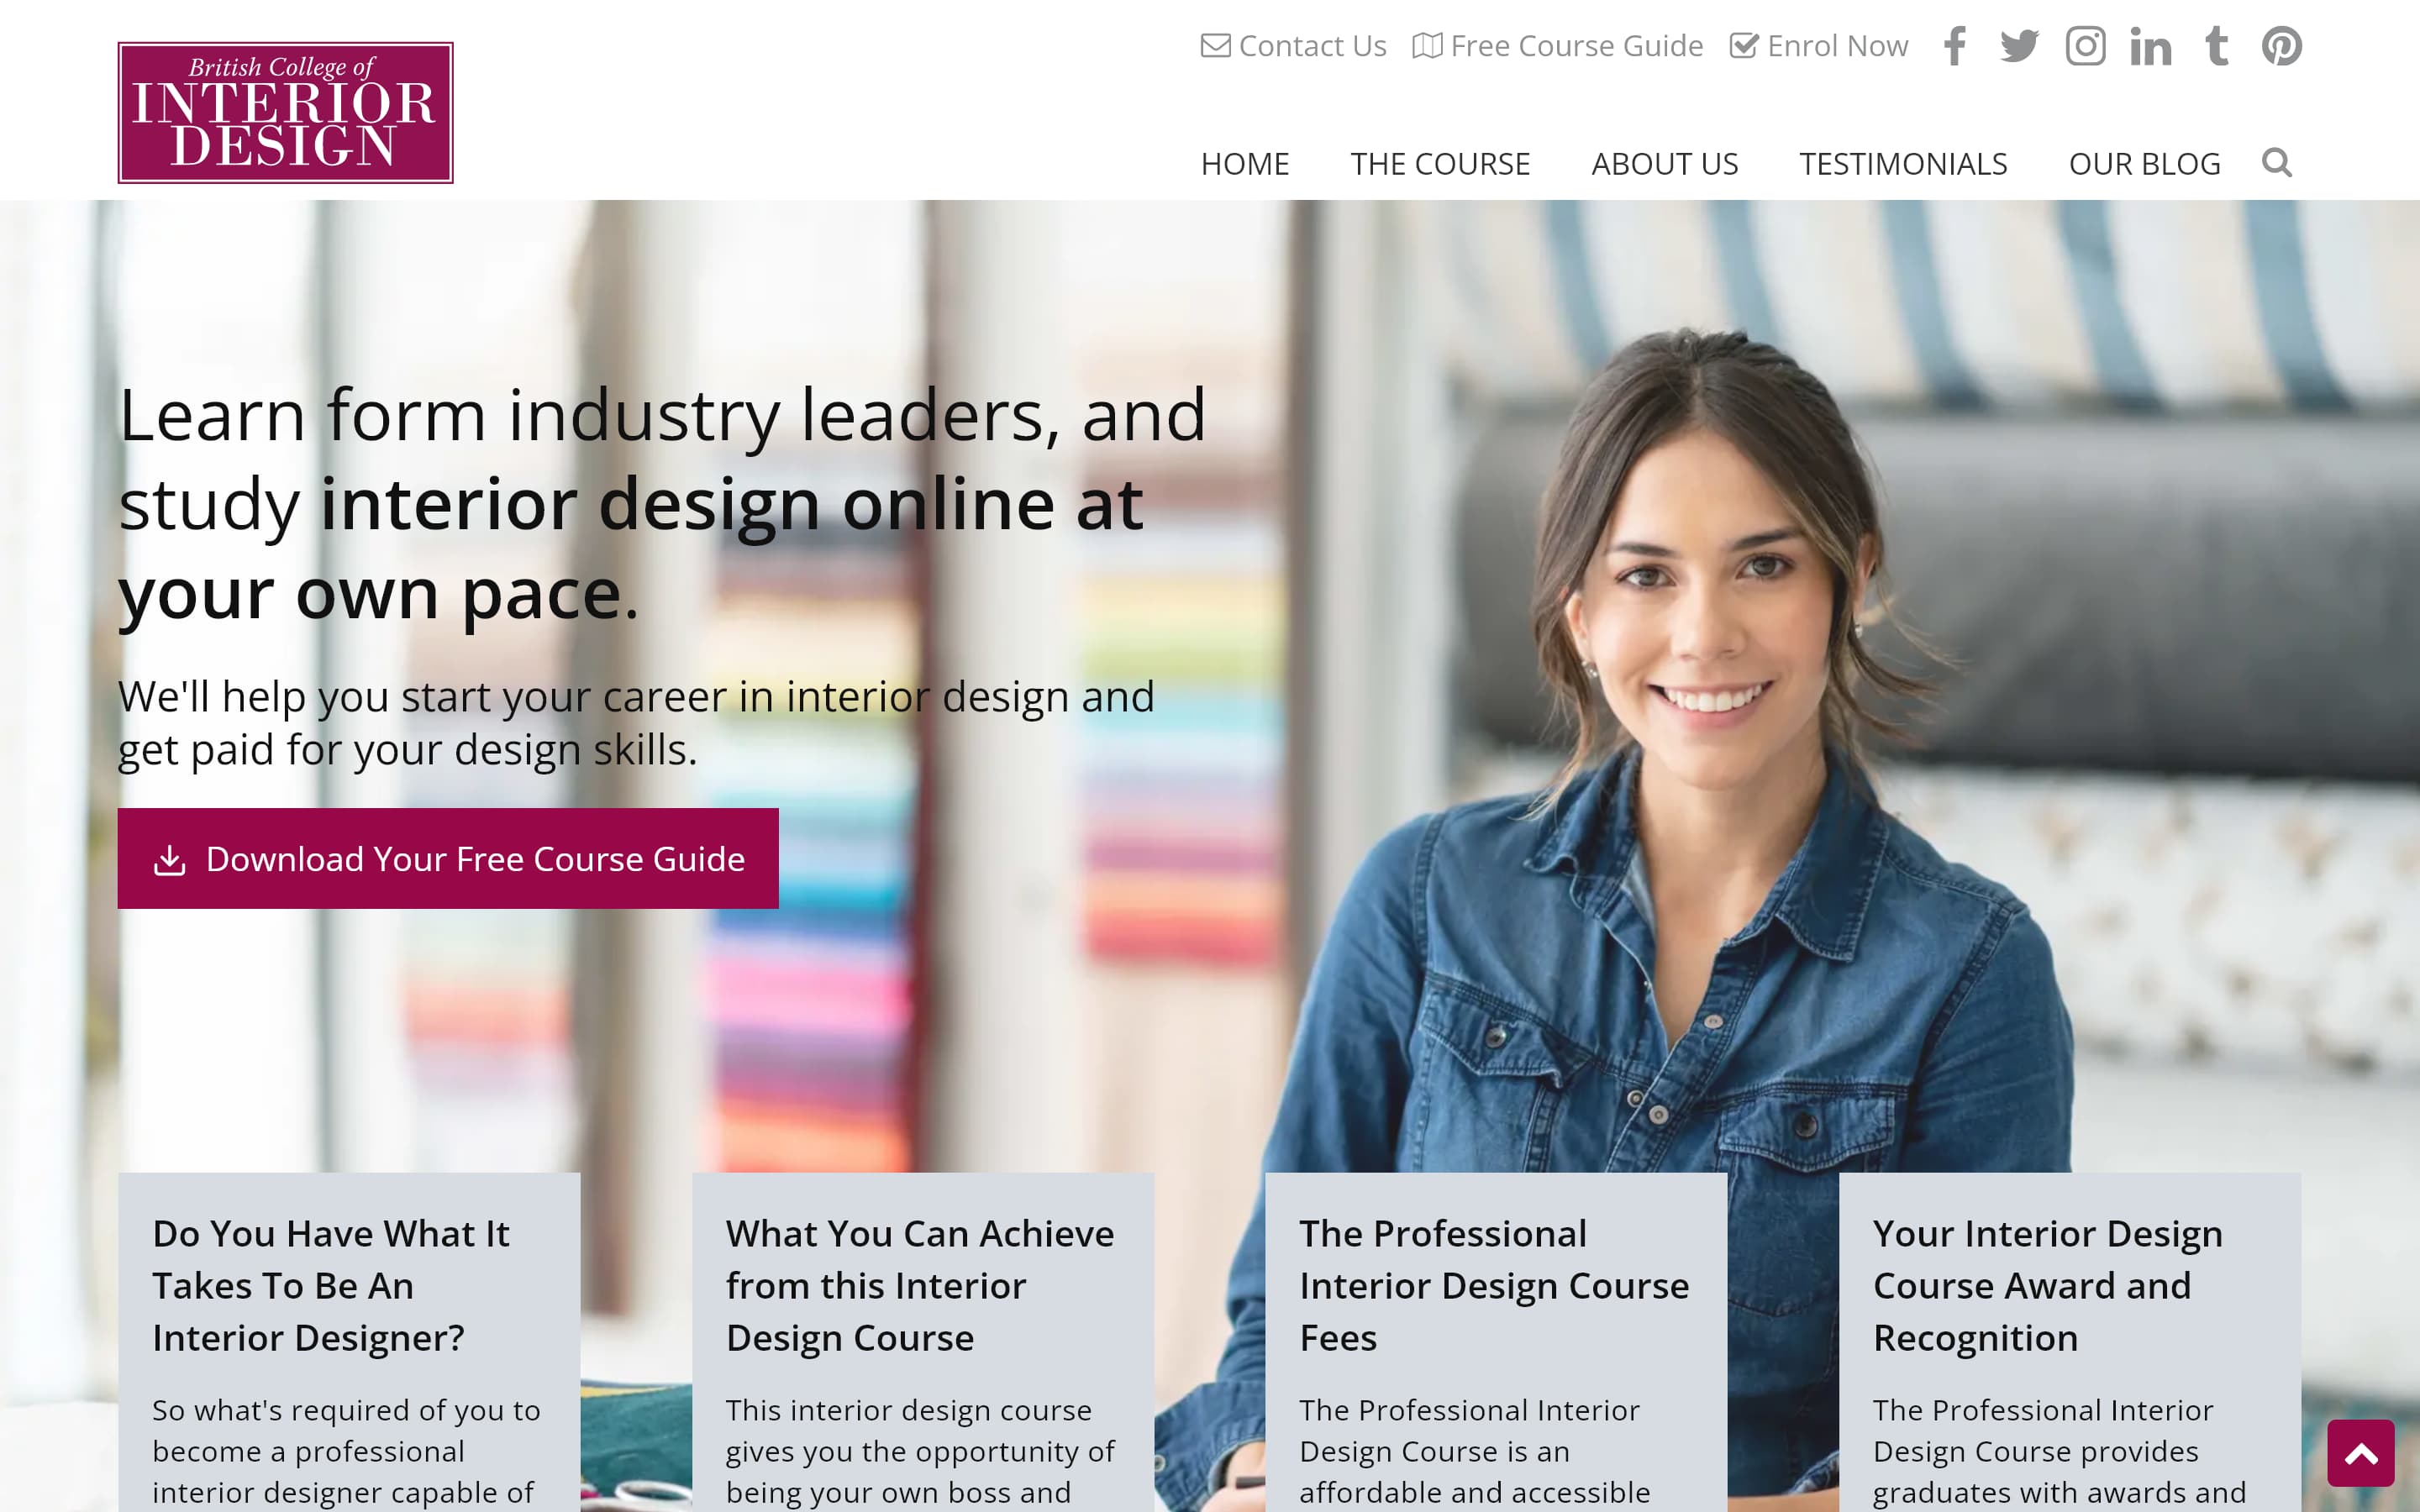 British College of
INTERIOR
DESIGN
Contact Us Free Course Guide Enrol Now
HOME THE COURSE ABOUT US TESTIMONIALS OUR BLOG
Learn form industry leaders, and
study interior design online at
your own pace.
We'll help you start your career in interior design and
get paid for your design skills.
Download Your Free Course Guide
Do You Have What It
Takes To Be An
Interior Designer?
So what's required of you to
become a professional
interior designer capable of
What You Can Achieve
from this Interior
Design Course
This interior design course
gives you the opportunity of
being your own boss and
The Professional
Interior Design Course
Fees
The Professional Interior
Design Course is an
affordable and accessible
Your Interior Design
Course Award and
Recognition
The Professional Interior
Design Course provides
graduates with awards and